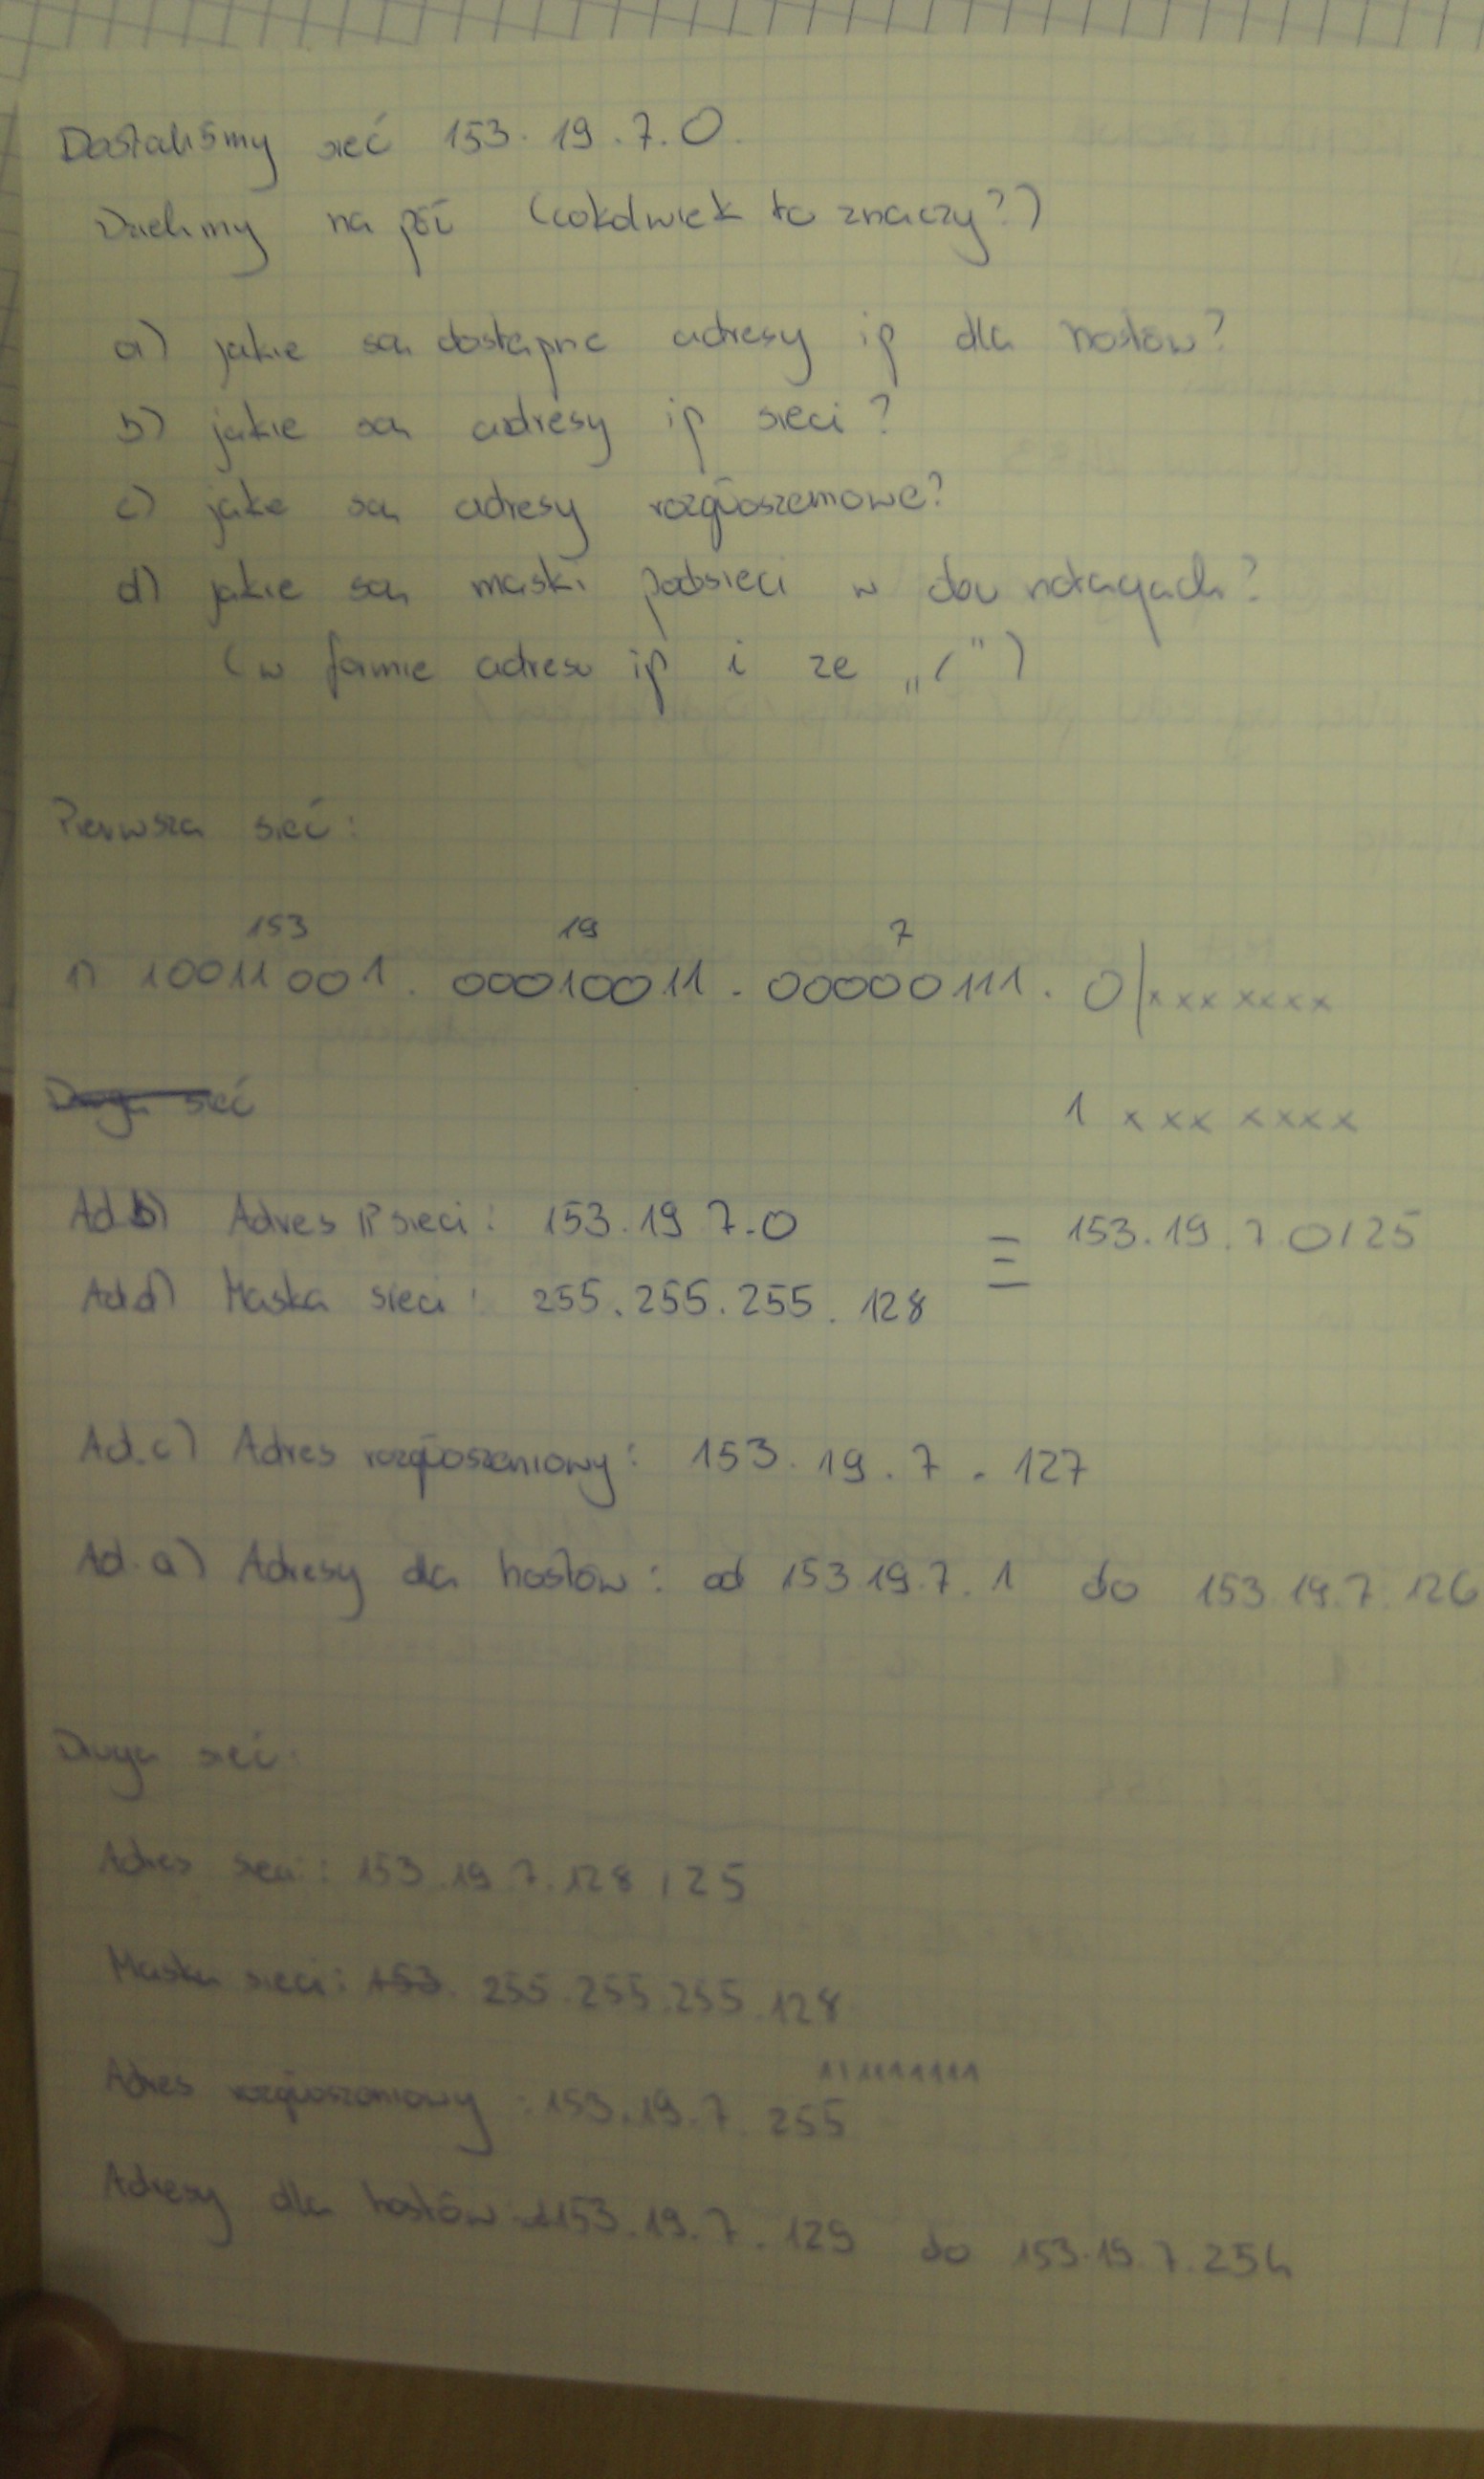 Dostaliśmy sieć 153.19.7.0.
Dzielimy na pół (cokolwiek to znaczy?)
a) jakie są dostępne adresy ip dla hostów?
b) jakie są adresy ip sieci?
c) jakie są adresy rozgłoszeniowe?
d) jakie są maski podsieci w dwu notacjach?
(w formie adresu ip i ze „/")
Pierwsza sieć:
153 19 7
1) 10011001.00010011.00000111.0|xxx xxxx
Druga sieć
1 xxx xxxx
Ad.b) Adres IP sieci: 153.19.7.0 ≡ 153.19.7.0/25
Ad.d) Maska sieci: 255.255.255.128
Ad.c) Adres rozgłoszeniowy: 153.19.7.127
Ad.a) Adresy dla hostów: od 153.19.7.1 do 153.19.7.126
Druga sieć:
Adres sieci: 153.19.7.128/25
Maska sieci: 153. 255.255.255.128
11111111
Adres rozgłoszeniowy: 153.19.7.255
Adresy dla hostów: 153.19.7.129 do 153.19.7.254